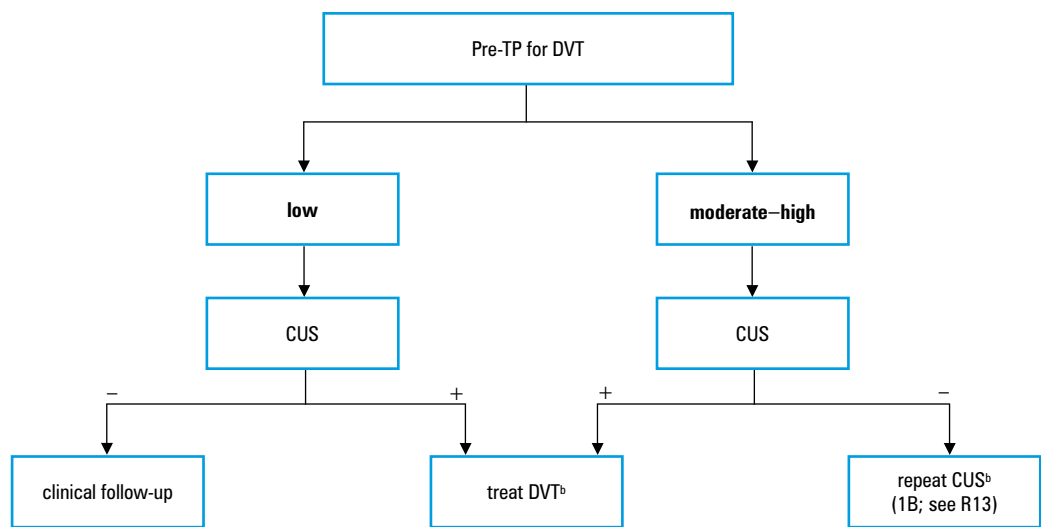 Pre-TP for DVT
low
moderate–high
CUS
CUS
–
+
+
–
clinical follow-up
treat DVTᵇ
repeat CUSᵇ
(1B; see R13)